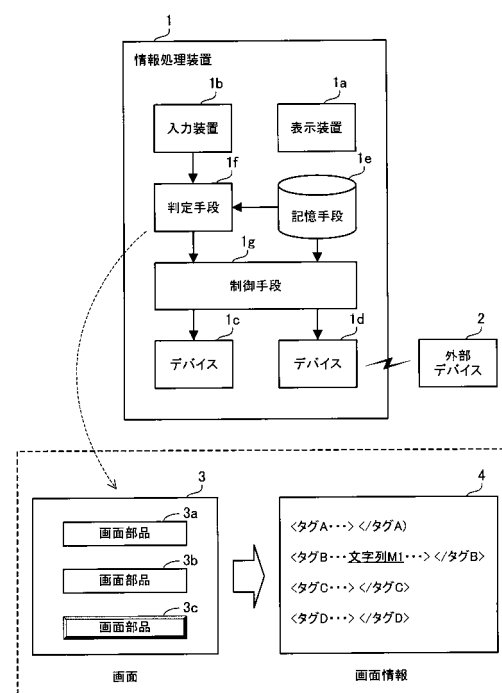 1
情報処理装置
1b
1a
入力装置
表示装置
1f
1e
判定手段
記憶手段
1g
制御手段
1c
1d
2
デバイス
デバイス
外部
デバイス
3
4
3a
画面部品
3b
画面部品
3c
画面部品
<タグA・・・></タグA)
<タグB・・・文字列M1・・・></タグB>
<タグC・・・></タグC>
<タグD・・・></タグD>
画面
画面情報